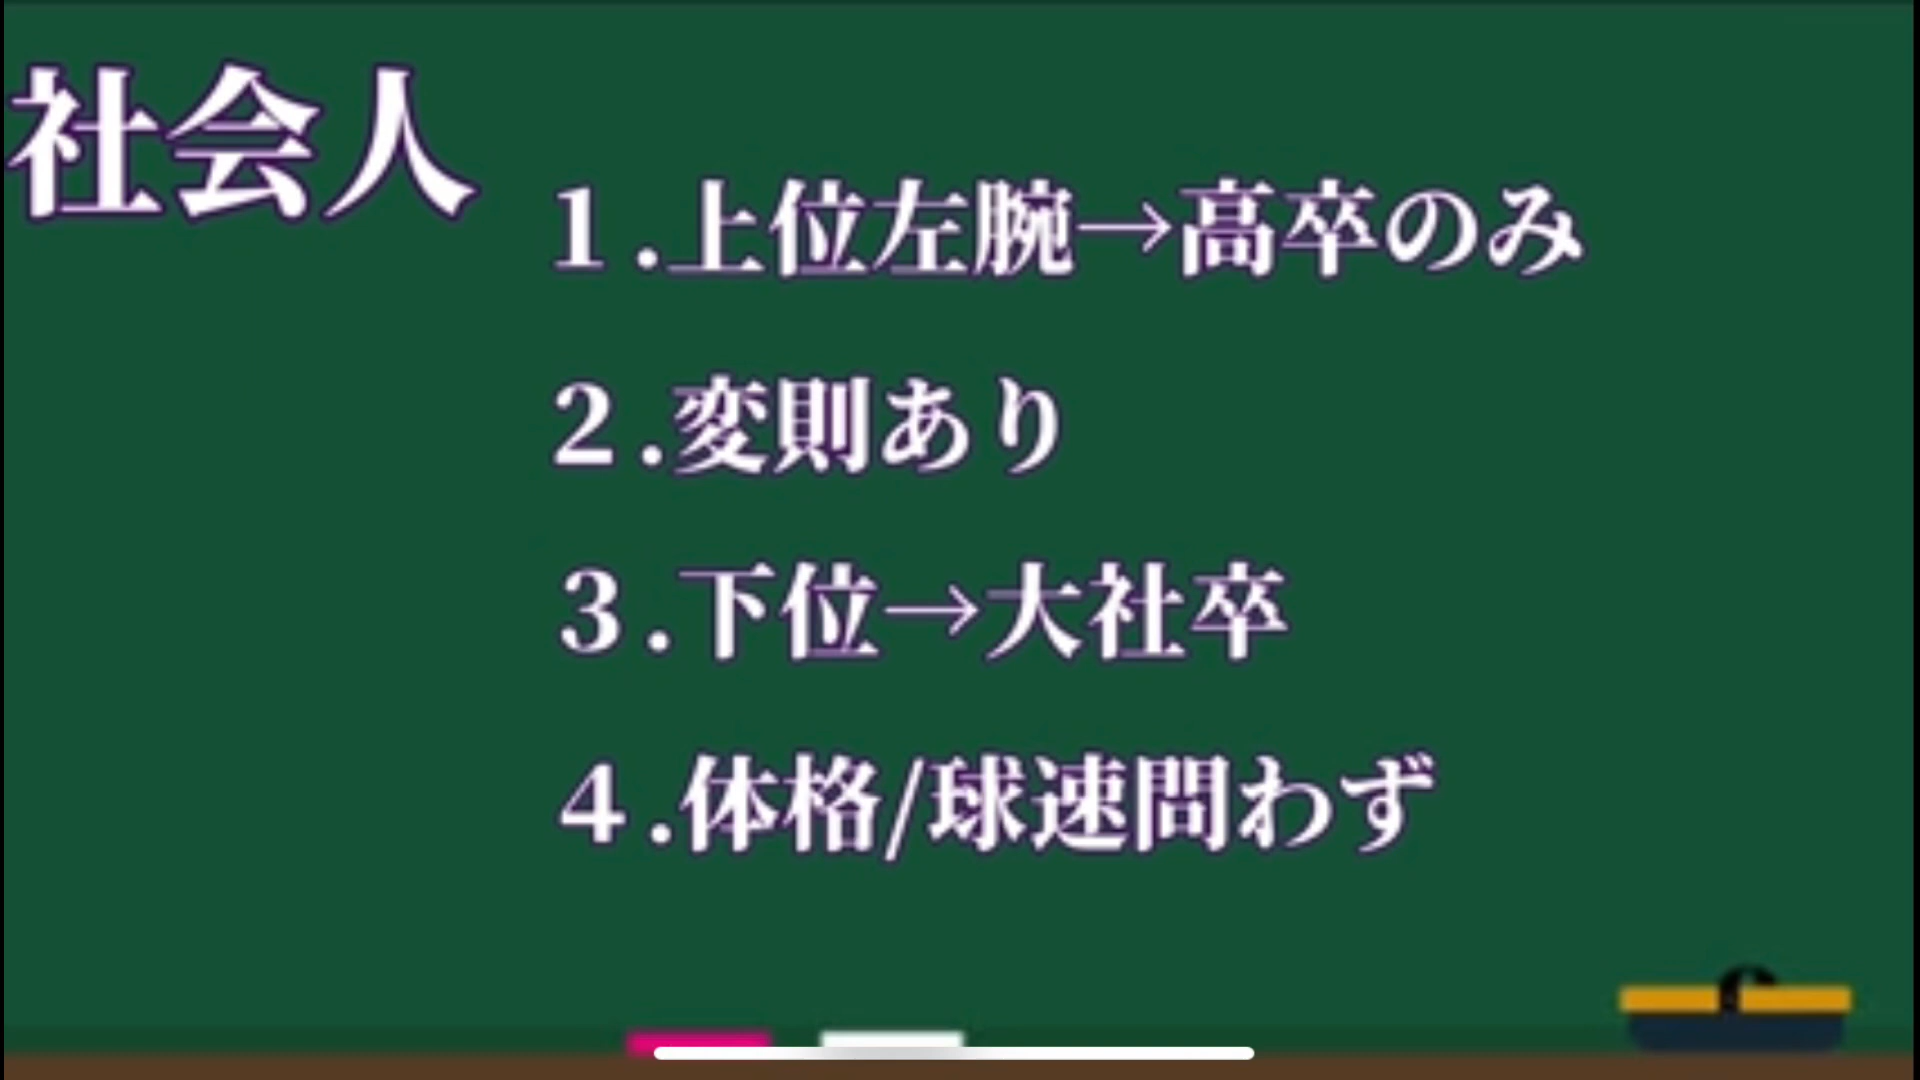 社会人
１.上位左腕→高卒のみ
２.変則あり
３.下位→大社卒
４.体格/球速問わず